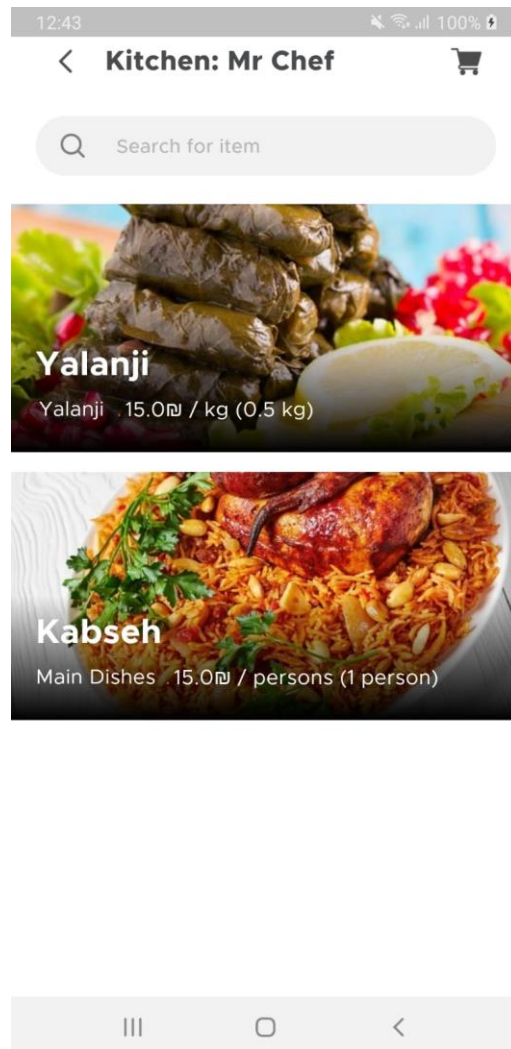 12:43 100%
Kitchen: Mr Chef
Search for item
Yalanji
Yalanji . 15.0₪ / kg (0.5 kg)
Kabseh
Main Dishes . 15.0₪ / persons (1 person)